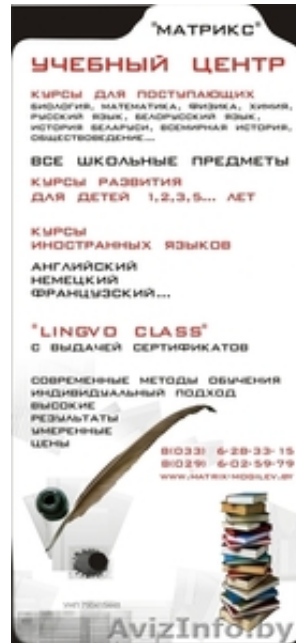 "МАТРИКС"
УЧЕБНЫЙ ЦЕНТР
КУРСЫ ДЛЯ ПОСТУПАЮЩИХ
БИОЛОГИЯ, МАТЕМАТИКА, ФИЗИКА, ХИМИЯ,
РУССКИЙ ЯЗЫК, БЕЛОРУССКИЙ ЯЗЫК,
ИСТОРИЯ БЕЛАРУСИ, ВСЕМИРНАЯ ИСТОРИЯ,
ОБЩЕСТВОВЕДЕНИЕ...
ВСЕ ШКОЛЬНЫЕ ПРЕДМЕТЫ
КУРСЫ РАЗВИТИЯ
ДЛЯ ДЕТЕЙ 1,2,3,5... ЛЕТ
КУРСЫ
ИНОСТРАННЫХ ЯЗЫКОВ
АНГЛИЙСКИЙ
НЕМЕЦКИЙ
ФРАНЦУЗСКИЙ...
"LINGVO CLASS"
С ВЫДАЧЕЙ СЕРТИФИКАТОВ
СОВРЕМЕННЫЕ МЕТОДЫ ОБУЧЕНИЯ
ИНДИВИДУАЛЬНЫЙ ПОДХОД
ВЫСОКИЕ
РЕЗУЛЬТАТЫ
УМЕРЕННЫЕ
ЦЕНЫ
8(033) 6-28-33-15
8(029) 6-02-59-79
WWW.MATRIX-MOGILEV.BY
AvizInfo.by